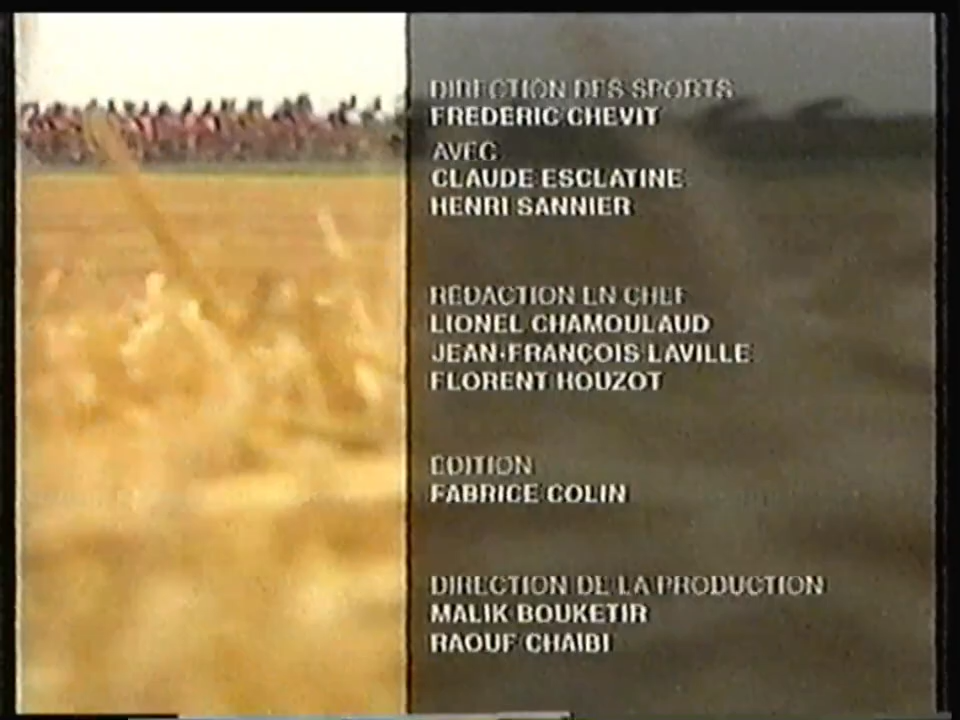 DIRECTION DES SPORTS
FREDERIC CHEVIT
AVEC
CLAUDE ESCLATINE
HENRI SANNIER
RÉDACTION EN CHEF
LIONEL CHAMOULAUD
JEAN-FRANÇOIS LAVILLE
FLORENT HOUZOT
EDITION
FABRICE COLIN
DIRECTION DE LA PRODUCTION
MALIK BOUKETIR
RAOUF CHAIBI